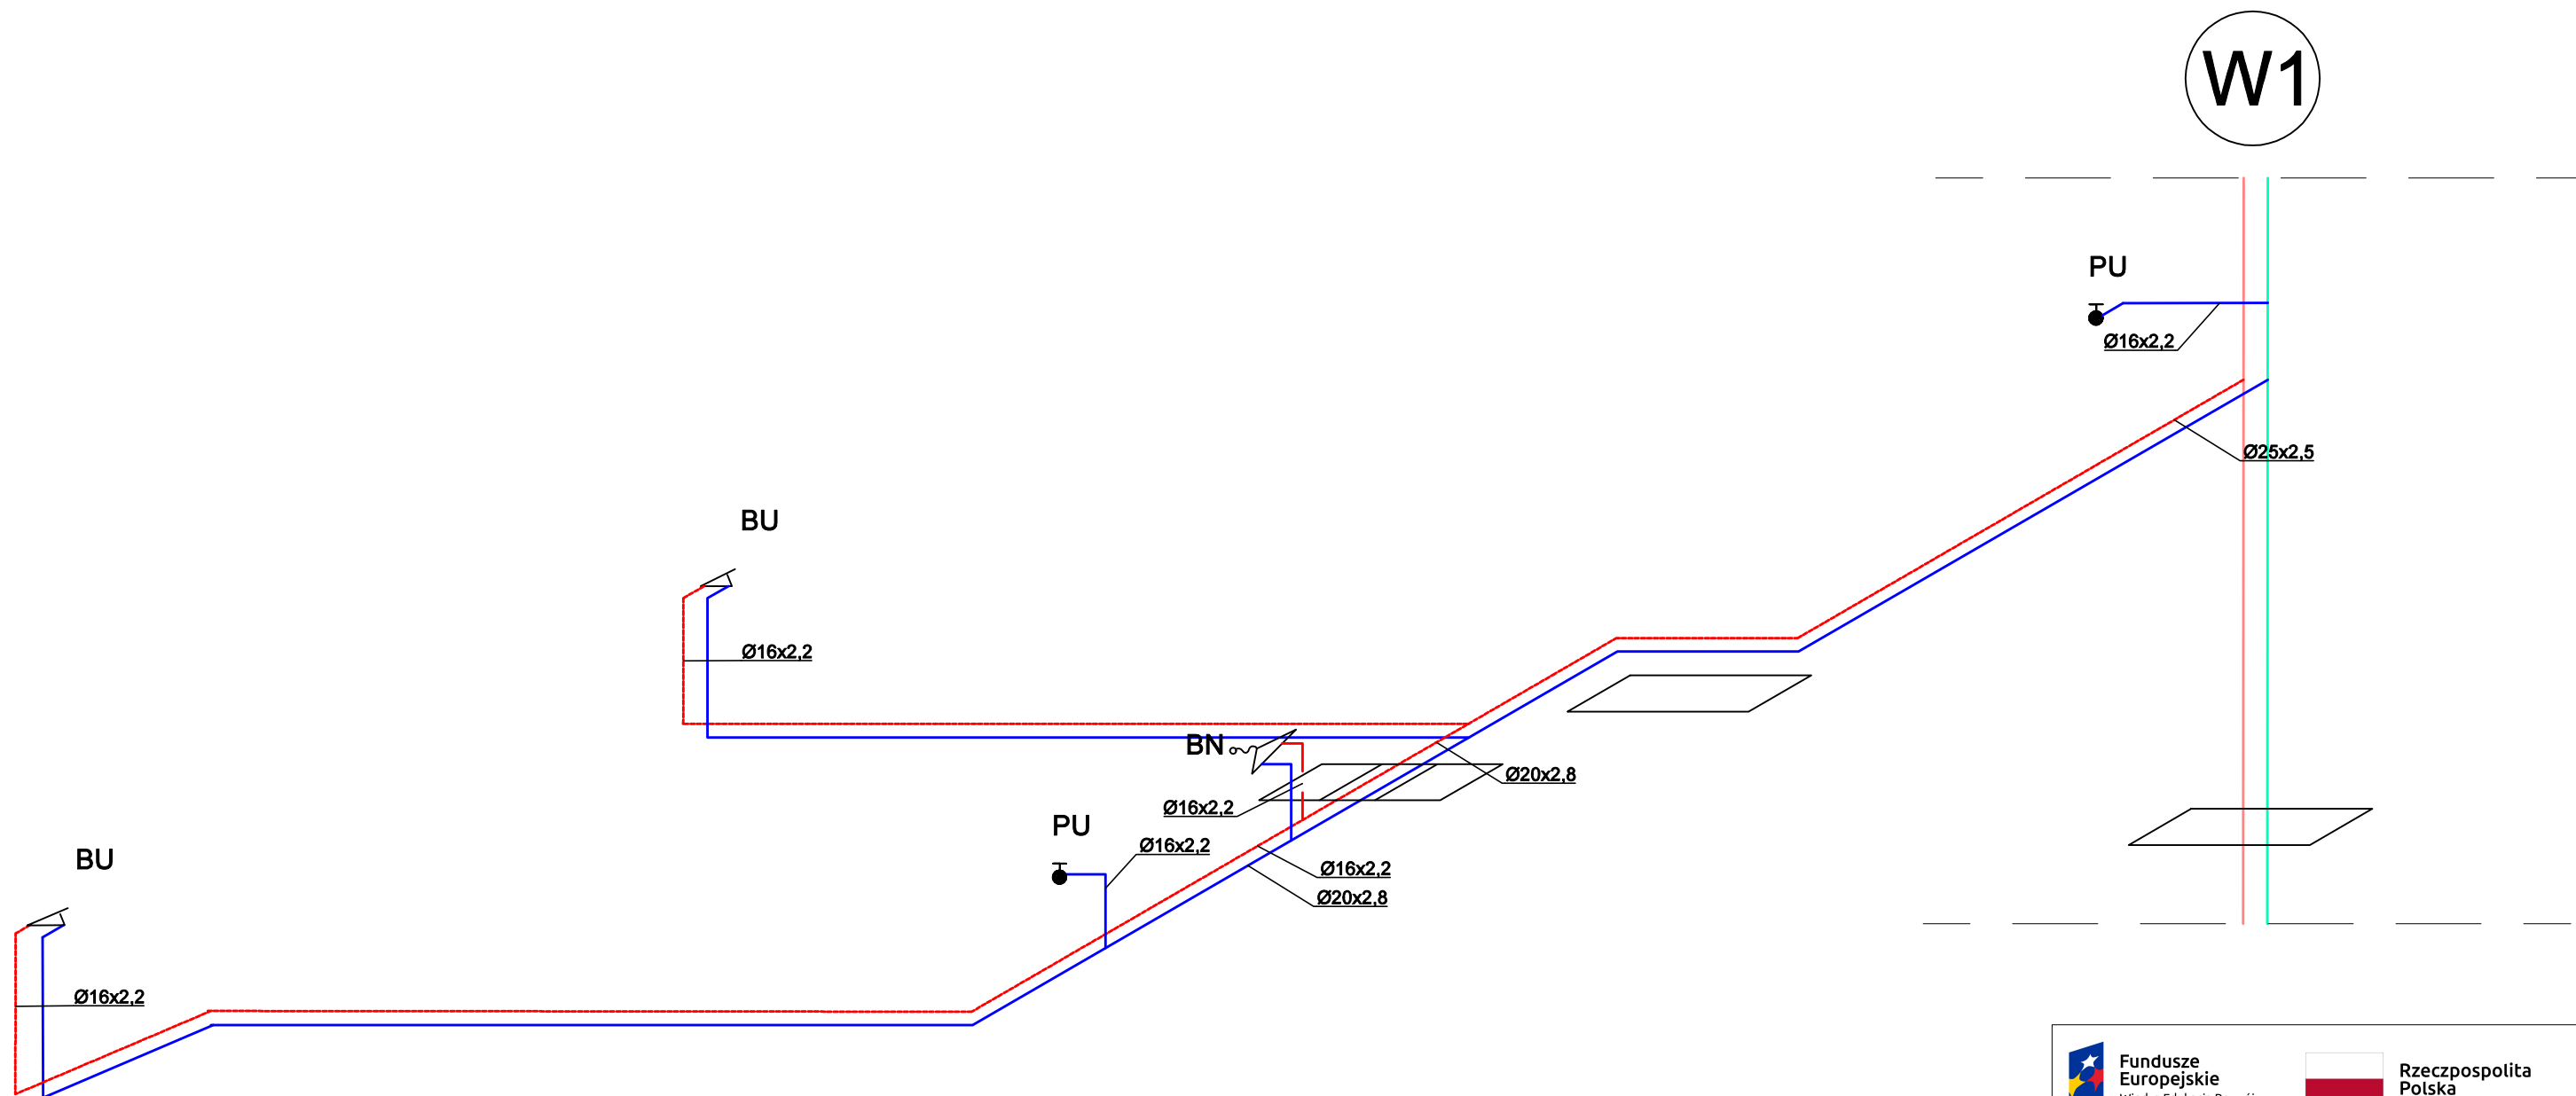 W1
PU
Ø16x2,2
Ø25x2,5
BU
Ø16x2,2
BN
Ø20x2,8
Ø16x2,2
PU
Ø16x2,2
Ø16x2,2
Ø20x2,8
BU
Ø16x2,2
Fundusze
Europejskie
Rzeczpospolita
Polska